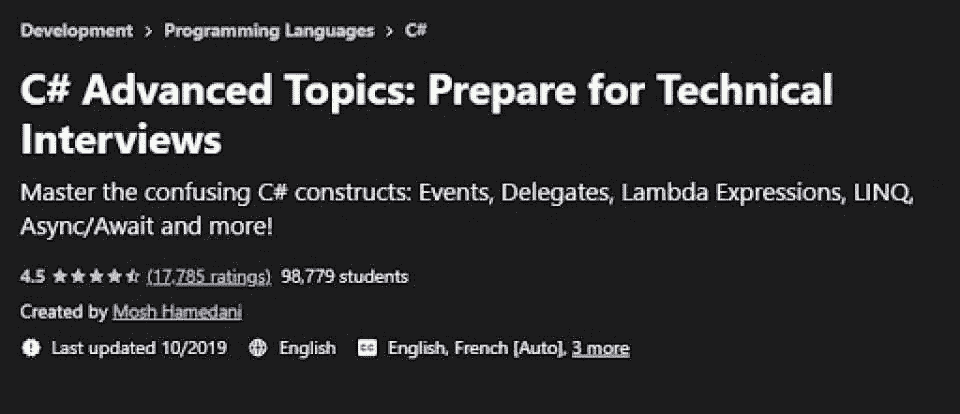 Development > Programming Languages > C#
C# Advanced Topics: Prepare for Technical
Interviews
Master the confusing C# constructs: Events, Delegates, Lambda Expressions, LINQ,
Async/Await and more!
4.5 (17,785 ratings) 98,779 students
Created by Mosh Hamedani
Last updated 10/2019 English CC English, French [Auto], 3 more